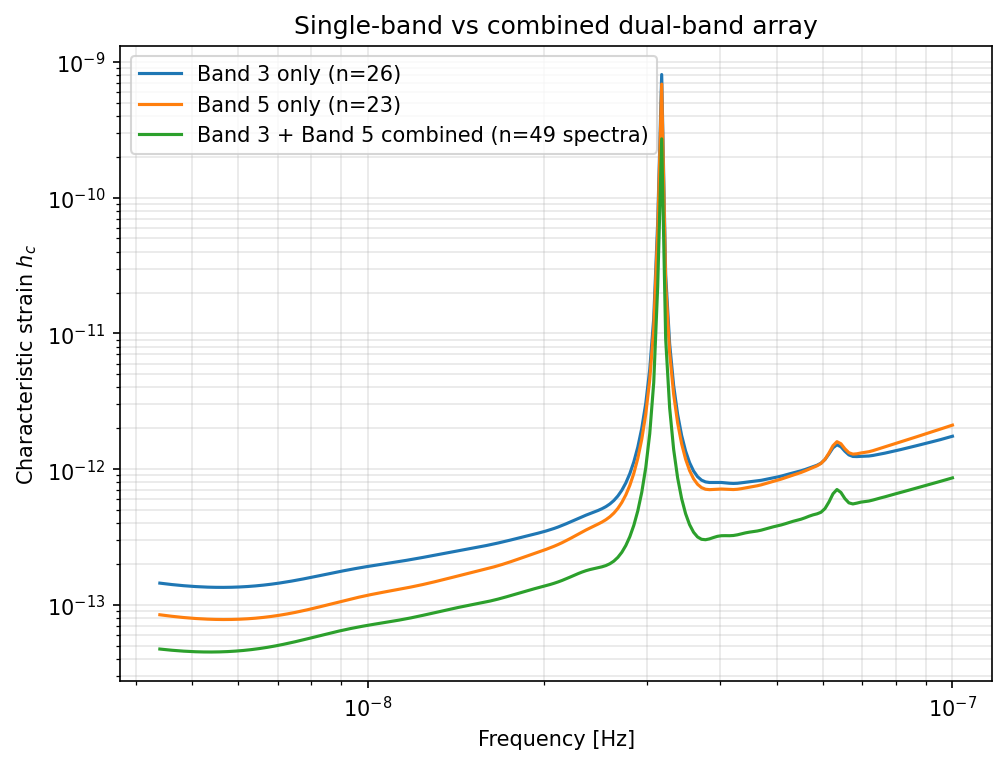 Single-band vs combined dual-band array
Band 3 only (n=26)
Band 5 only (n=23)
Band 3 + Band 5 combined (n=49 spectra)
10⁻⁹
10⁻¹⁰
10⁻¹¹
10⁻¹²
10⁻¹³
Characteristic strain h_c
10⁻⁸
10⁻⁷
Frequency [Hz]